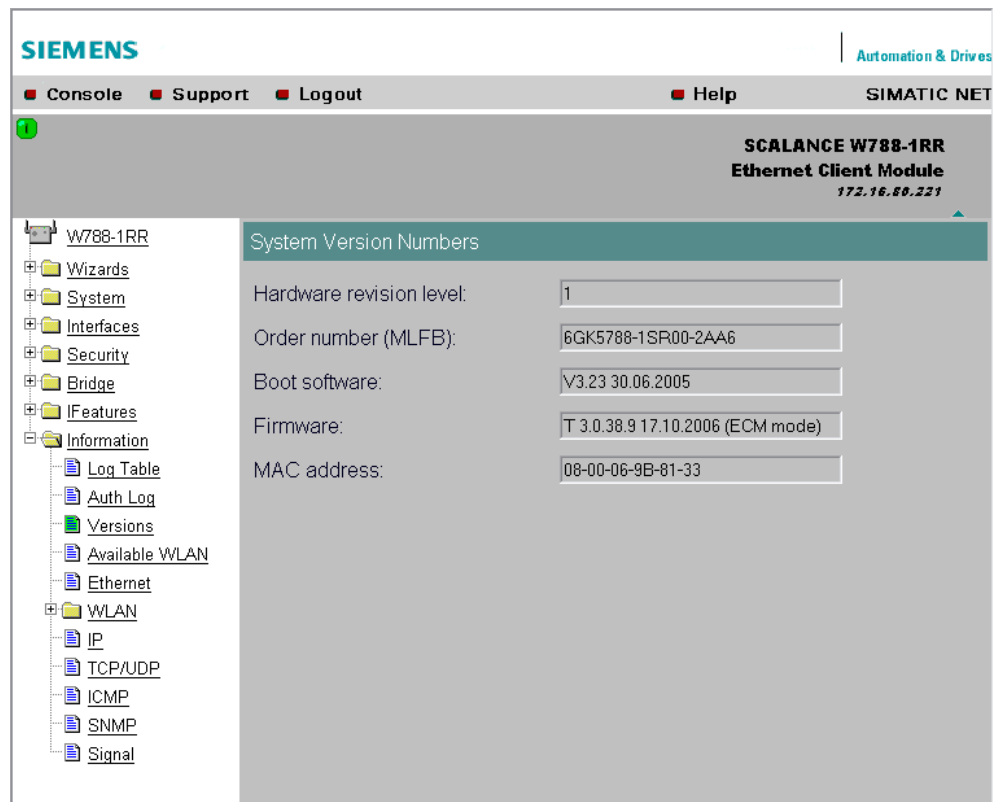 SIEMENS
Automation & Drives
Console Support Logout Help SIMATIC NET
SCALANCE W788-1RR
Ethernet Client Module
172.16.80.221
W788-1RR
Wizards
System
Interfaces
Security
Bridge
IFeatures
Information
Log Table
Auth Log
Versions
Available WLAN
Ethernet
WLAN
IP
TCP/UDP
ICMP
SNMP
Signal
System Version Numbers
Hardware revision level: 1
Order number (MLFB): 6GK5788-1SR00-2AA6
Boot software: V3.23 30.06.2005
Firmware: T 3.0.38.9 17.10.2006 (ECM mode)
MAC address: 08-00-06-9B-81-33